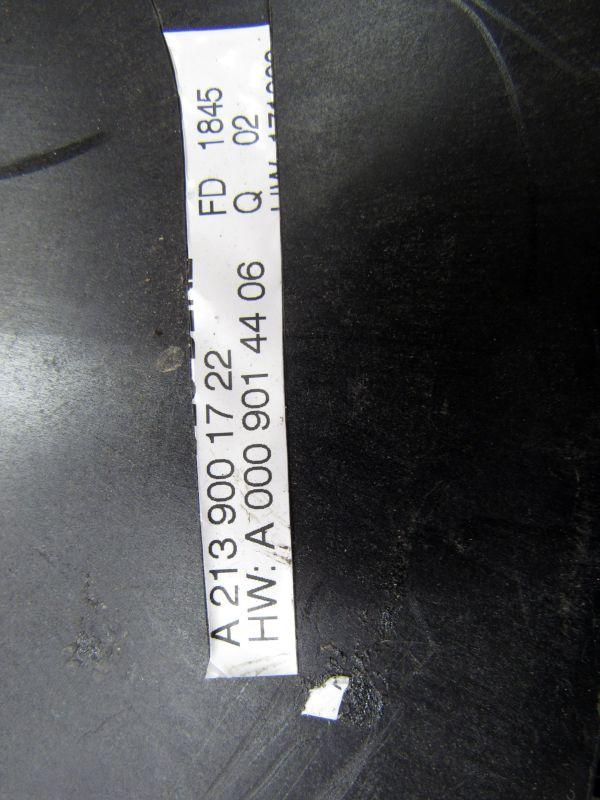 A 213 900 17 22 FD 1845
HW: A 000 901 44 06 Q 02